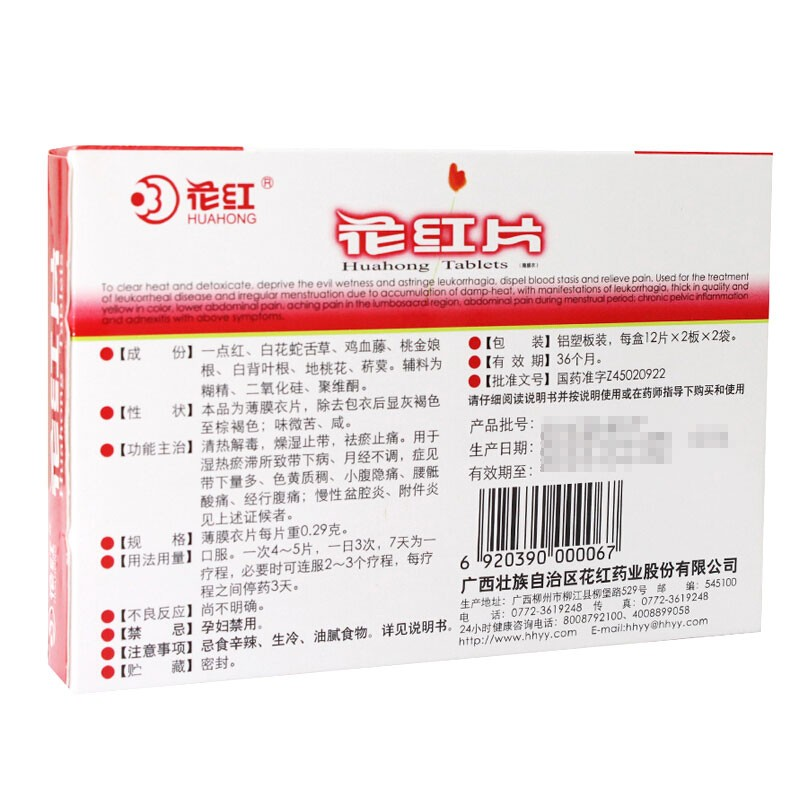 花红®
HUAHONG
花红片
Huahong Tablets
To clear heat and detoxicate, deprive the evil wetness and astringe leukorrhagia, dispel blood stasis and relieve pain. Used for the treatment
of leukorrheal disease and irregular menstruation due to accumulation of damp-heat, with manifestations of leukorrhagia, thick in quality and
yellow in color, lower abdominal pain, aching pain in the lumbosacral region, abdominal pain during menstrual period; chronic pelvic inflammation
and adnexitis with above symptoms.
●【成 份】一点红、白花蛇舌草、鸡血藤、桃金娘
根、白背叶根、地桃花、菥蓂。辅料为
糊精、二氧化硅、聚维酮。
●【性 状】本品为薄膜衣片，除去包衣后显灰褐色
至棕褐色；味微苦、咸。
●【功能主治】清热解毒，燥湿止带，祛瘀止痛。用于
湿热瘀滞所致带下病、月经不调，症见
带下量多、色黄质稠、小腹隐痛、腰骶
酸痛、经行腹痛；慢性盆腔炎、附件炎
见上述证候者。
●【规 格】薄膜衣片每片重0.29克。
●【用法用量】口服。一次4～5片，一日3次，7天为一
疗程，必要时可连服2～3个疗程，每疗
程之间停药3天。
●【不良反应】尚不明确。
●【禁 忌】孕妇禁用。
●【注意事项】忌食辛辣、生冷、油腻食物。详见说明书。
●【贮 藏】密封。
●【包 装】铝塑板装，每盒12片×2板×2袋。
●【有 效 期】36个月。
●【批准文号】国药准字Z45020922
请仔细阅读说明书并按说明使用或在药师指导下购买和使用
产品批号：
生产日期：
有效期至：
6 920390 000067
广西壮族自治区花红药业股份有限公司
生产地址：广西柳州市柳江县柳堡路529号 邮 编：545100
电 话：0772-3619248 传 真：0772-3619248
24小时健康咨询电话：8008792100、4008899058
http://www.hhyy.com E-mail:hhyy@hhyy.com
花红片
Huahong Tablets
花红